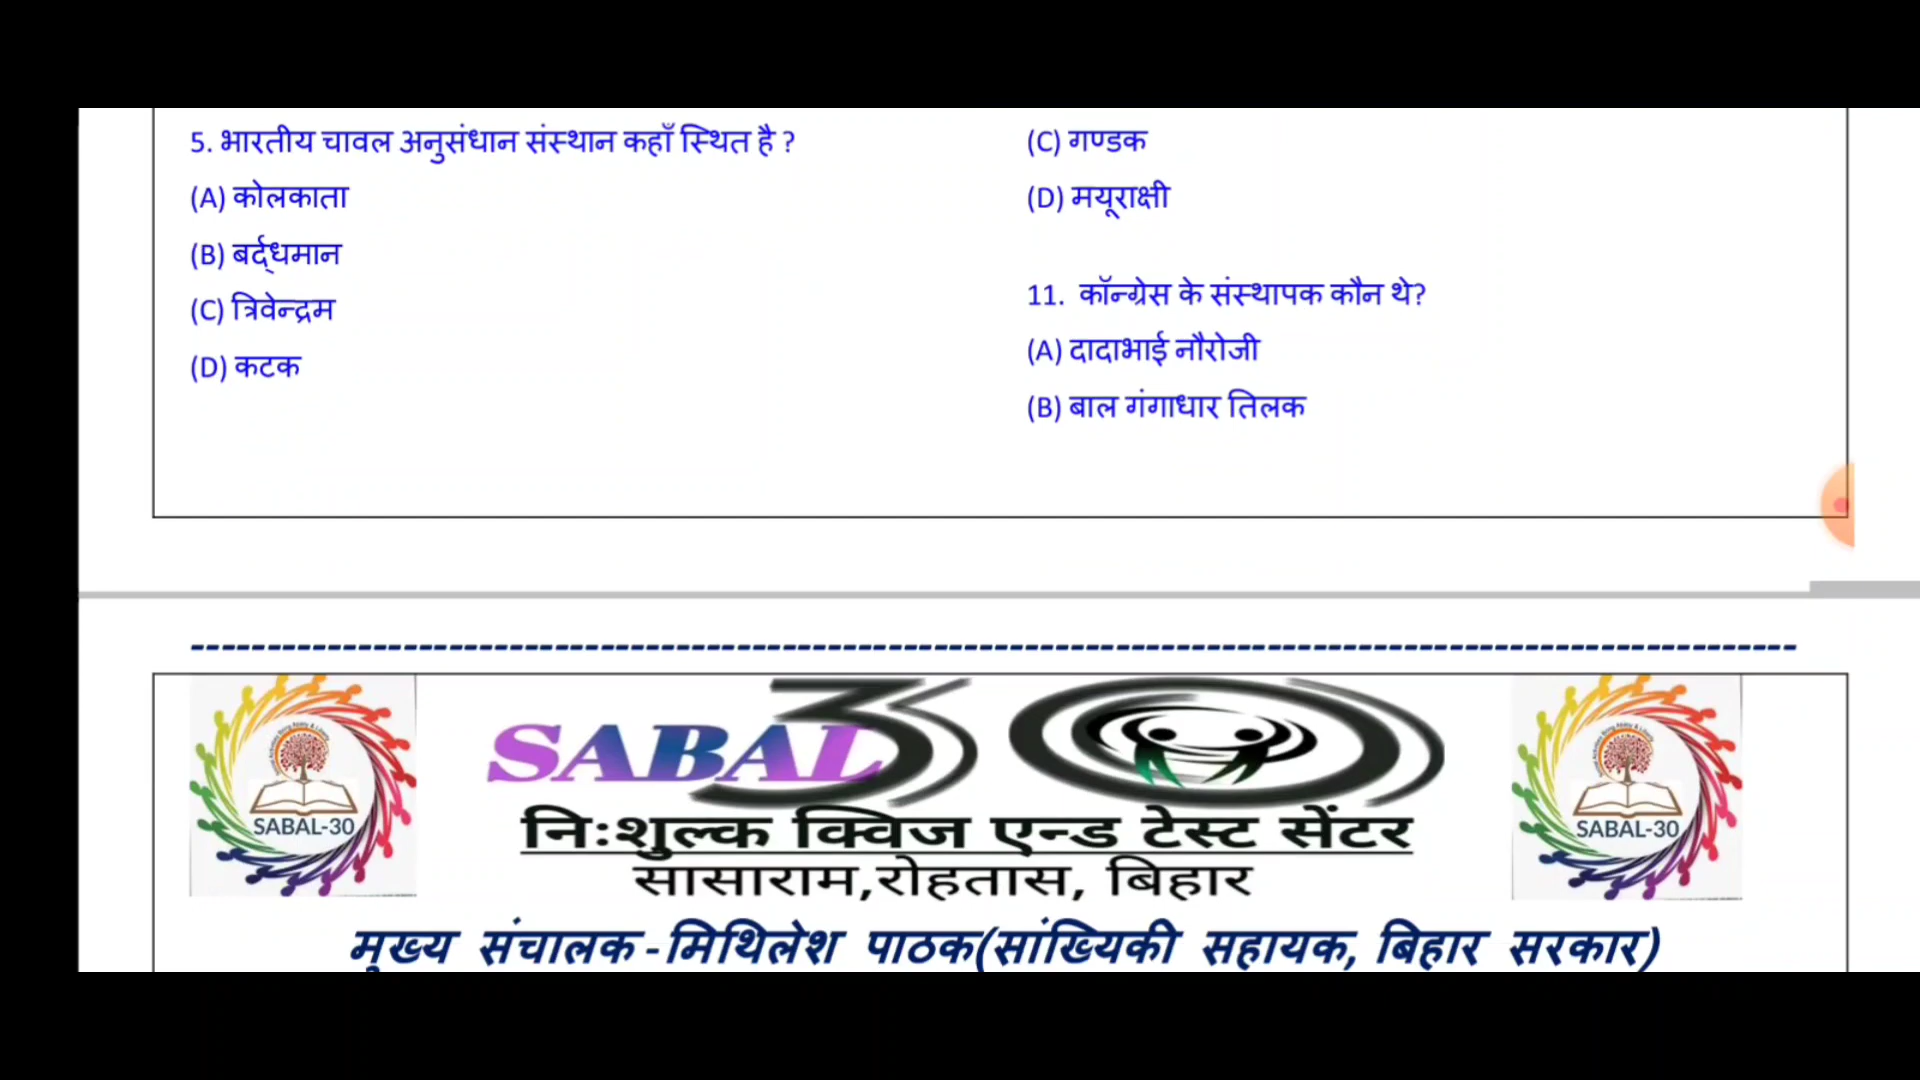 5. भारतीय चावल अनुसंधान संस्थान कहाँ स्थित है ?
(A) कोलकाता
(B) बर्द्धमान
(C) त्रिवेन्द्रम
(D) कटक
(C) गण्डक
(D) मयूराक्षी
11. कॉन्ग्रेस के संस्थापक कौन थे?
(A) दादाभाई नौरोजी
(B) बाल गंगाधार तिलक
--------------------------------------------------------------------------------------------------------
SABAL-30
SABAL 30
निःशुल्क क्विज एन्ड टेस्ट सेंटर
सासाराम,रोहतास, बिहार
SABAL-30
मुख्य संचालक-मिथिलेश पाठक(सांख्यिकी सहायक, बिहार सरकार)